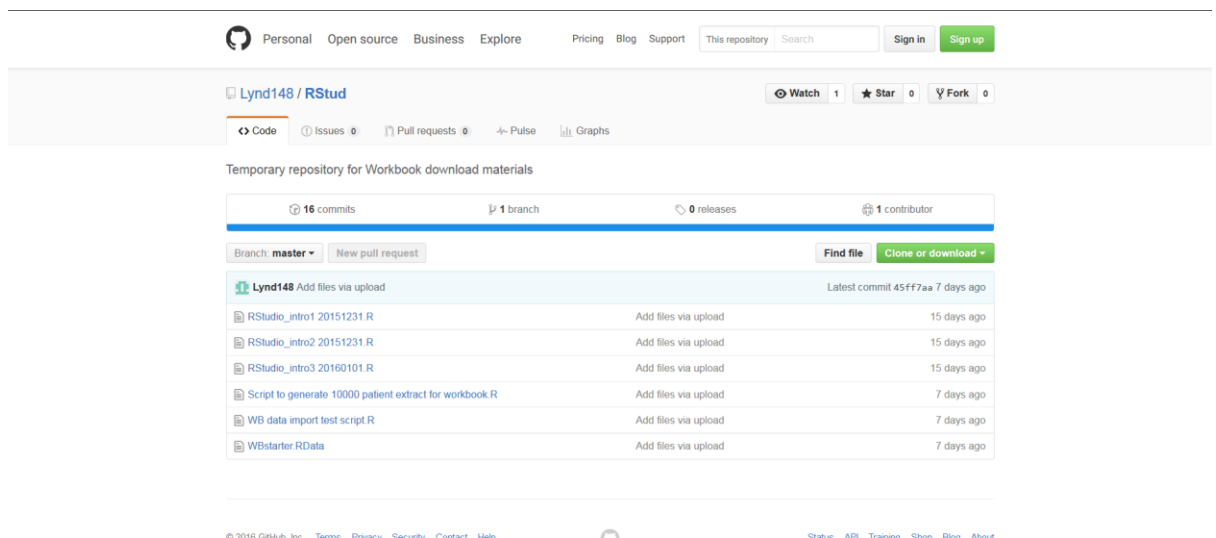 Personal Open source Business Explore Pricing Blog Support This repository Search Sign in Sign up
Lynd148 / RStud Watch 1 Star 0 Fork 0
Code Issues 0 Pull requests 0 Pulse Graphs
Temporary repository for Workbook download materials
16 commits 1 branch 0 releases 1 contributor
Branch: master New pull request Find file Clone or download
Lynd148 Add files via upload Latest commit 45ff7aa 7 days ago
RStudio_intro1 20151231.R Add files via upload 15 days ago
RStudio_intro2 20151231.R Add files via upload 15 days ago
RStudio_intro3 20160101.R Add files via upload 15 days ago
Script to generate 10000 patient extract for workbook.R Add files via upload 7 days ago
WB data import test script.R Add files via upload 7 days ago
WBstarter.RData Add files via upload 7 days ago
© 2016 GitHub, Inc. Terms Privacy Security Contact Help Status API Training Shop Blog About